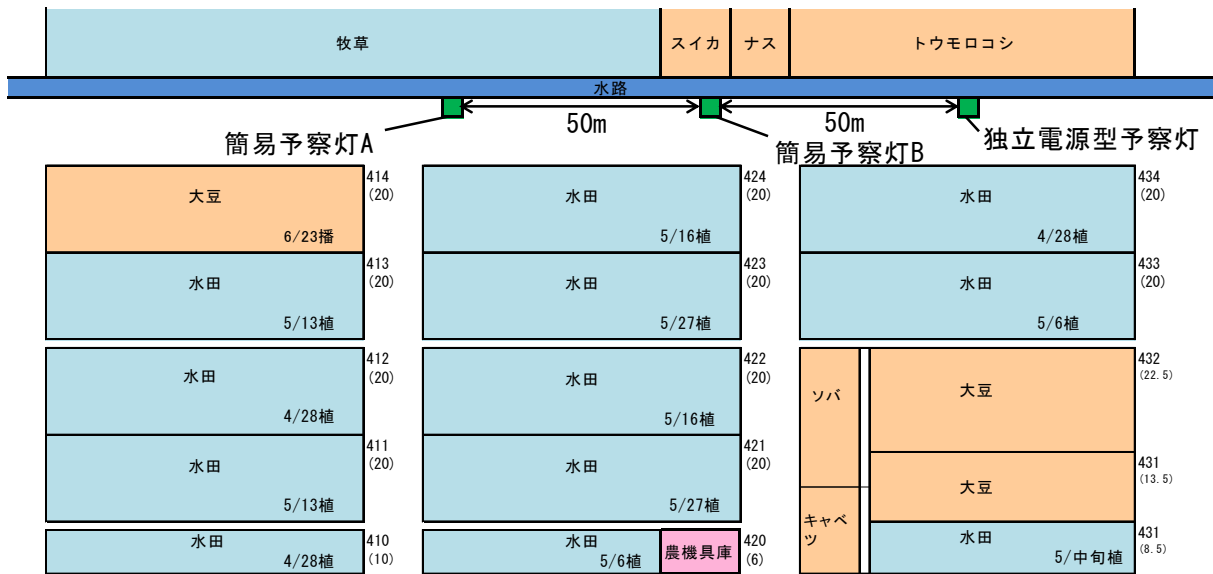 牧草
スイカ
ナス
トウモロコシ
水路
50m
50m
簡易予察灯A
簡易予察灯B
独立電源型予察灯
大豆
6/23播
414
(20)
水田
5/13植
413
(20)
水田
4/28植
412
(20)
水田
5/13植
411
(20)
水田
4/28植
410
(10)
水田
5/16植
424
(20)
水田
5/27植
423
(20)
水田
5/16植
422
(20)
水田
5/27植
421
(20)
水田
5/6植
農機具庫
420
(6)
水田
4/28植
434
(20)
水田
5/6植
433
(20)
ソバ
大豆
432
(22.5)
キャベ
ツ
大豆
431
(13.5)
水田
5/中旬植
431
(8.5)